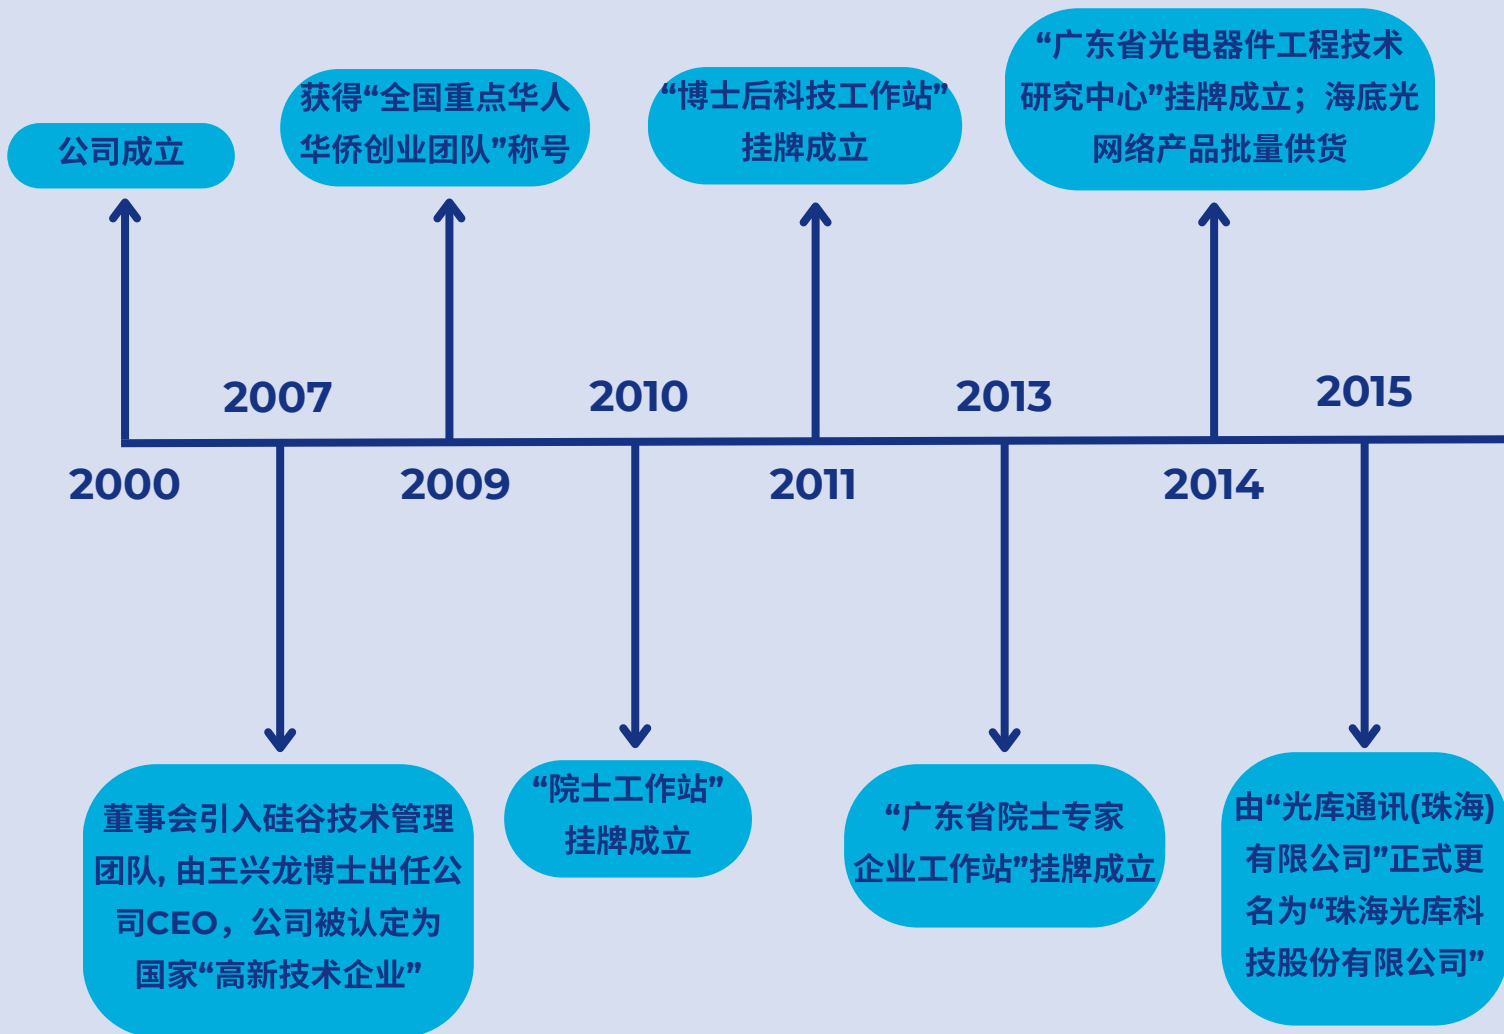 公司成立
获得“全国重点华人
华侨创业团队”称号
“博士后科技工作站”
挂牌成立
“广东省光电器件工程技术
研究中心”挂牌成立；海底光
网络产品批量供货
2007
2010
2013
2015
2000
2009
2011
2014
董事会引入硅谷技术管理
团队, 由王兴龙博士出任公
司CEO，公司被认定为
国家“高新技术企业”
“院士工作站”
挂牌成立
“广东省院士专家
企业工作站”挂牌成立
由“光库通讯(珠海)
有限公司”正式更
名为“珠海光库科
技股份有限公司”